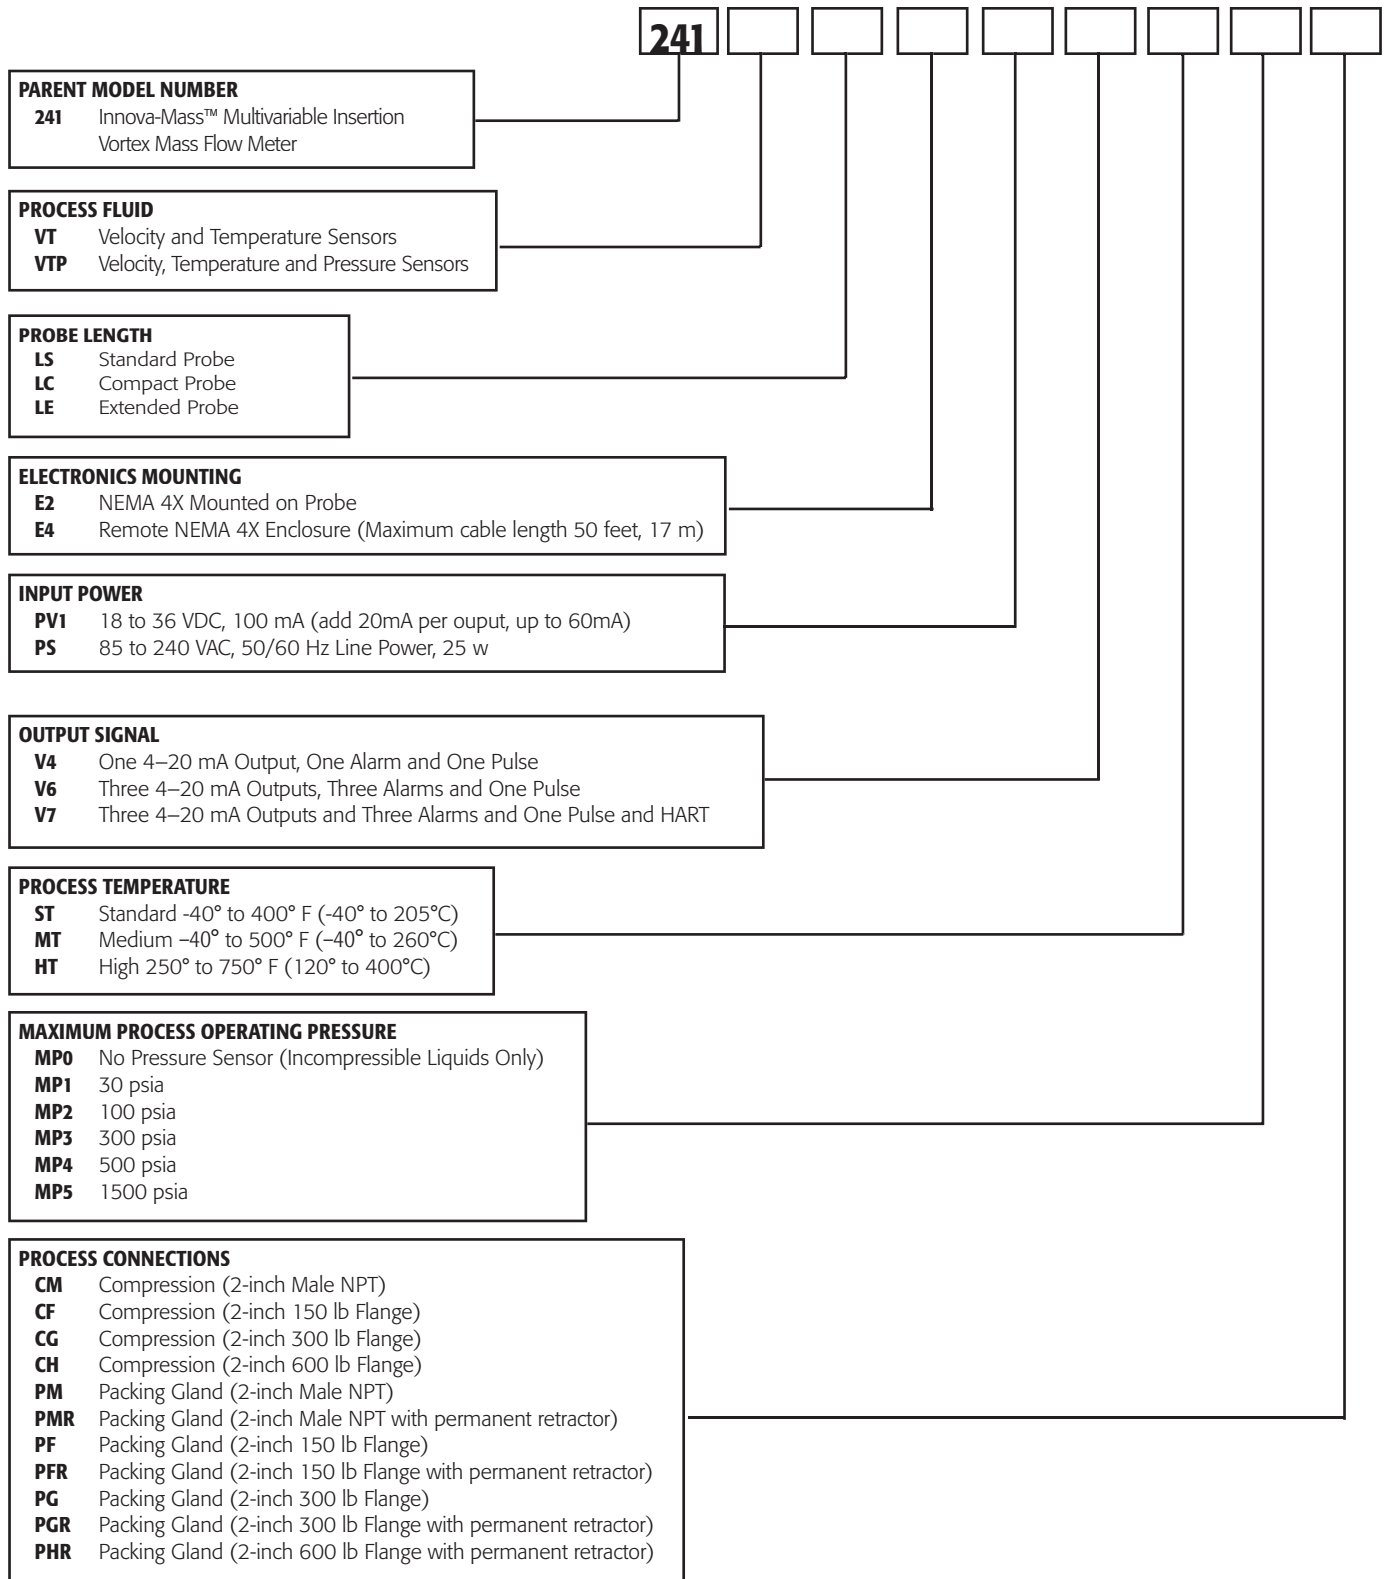 241
PARENT MODEL NUMBER
241 Innova-Mass™ Multivariable Insertion
Vortex Mass Flow Meter
PROCESS FLUID
VT Velocity and Temperature Sensors
VTP Velocity, Temperature and Pressure Sensors
PROBE LENGTH
LS Standard Probe
LC Compact Probe
LE Extended Probe
ELECTRONICS MOUNTING
E2 NEMA 4X Mounted on Probe
E4 Remote NEMA 4X Enclosure (Maximum cable length 50 feet, 17 m)
INPUT POWER
PV1 18 to 36 VDC, 100 mA (add 20mA per ouput, up to 60mA)
PS 85 to 240 VAC, 50/60 Hz Line Power, 25 w
OUTPUT SIGNAL
V4 One 4–20 mA Output, One Alarm and One Pulse
V6 Three 4–20 mA Outputs, Three Alarms and One Pulse
V7 Three 4–20 mA Outputs and Three Alarms and One Pulse and HART
PROCESS TEMPERATURE
ST Standard -40° to 400° F (-40° to 205°C)
MT Medium –40° to 500° F (–40° to 260°C)
HT High 250° to 750° F (120° to 400°C)
MAXIMUM PROCESS OPERATING PRESSURE
MP0 No Pressure Sensor (Incompressible Liquids Only)
MP1 30 psia
MP2 100 psia
MP3 300 psia
MP4 500 psia
MP5 1500 psia
PROCESS CONNECTIONS
CM Compression (2-inch Male NPT)
CF Compression (2-inch 150 lb Flange)
CG Compression (2-inch 300 lb Flange)
CH Compression (2-inch 600 lb Flange)
PM Packing Gland (2-inch Male NPT)
PMR Packing Gland (2-inch Male NPT with permanent retractor)
PF Packing Gland (2-inch 150 lb Flange)
PFR Packing Gland (2-inch 150 lb Flange with permanent retractor)
PG Packing Gland (2-inch 300 lb Flange)
PGR Packing Gland (2-inch 300 lb Flange with permanent retractor)
PHR Packing Gland (2-inch 600 lb Flange with permanent retractor)